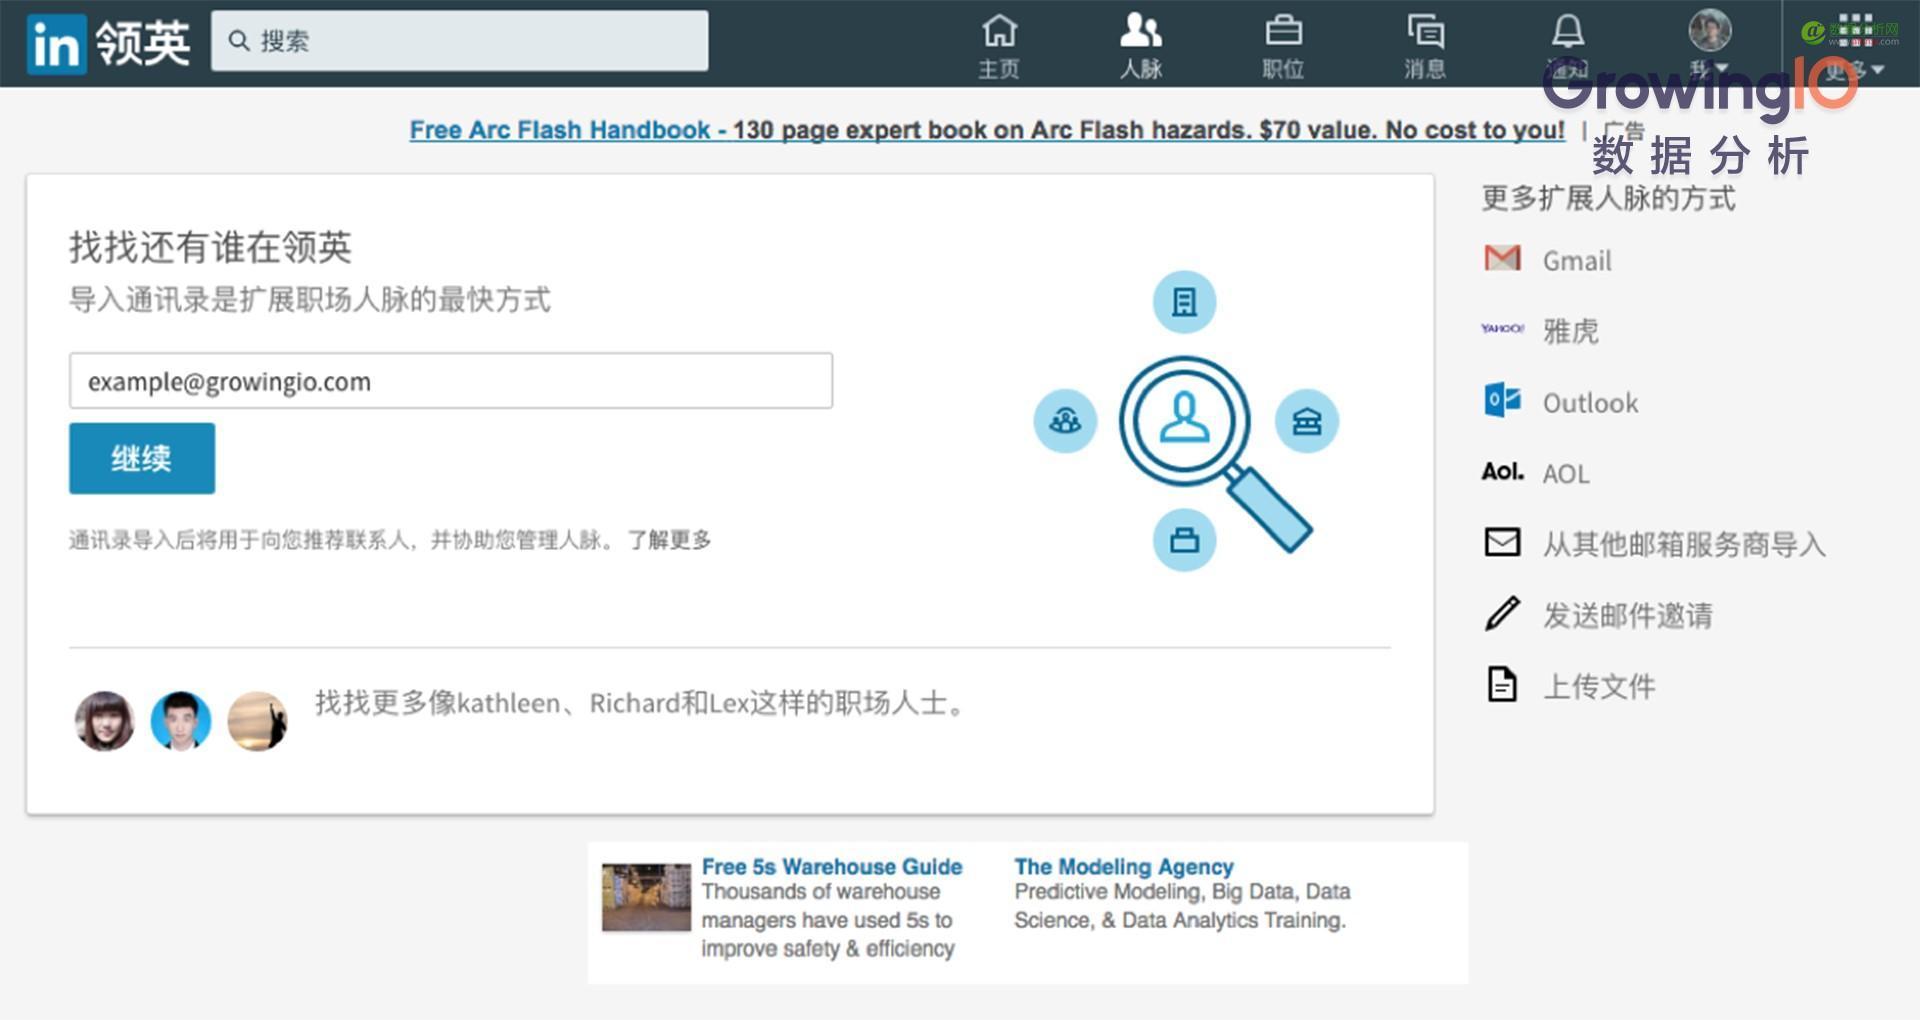 in 领英
搜索
主页
人脉
职位
消息
通知
我
更多
GrowingIO
数据分析
Free Arc Flash Handbook - 130 page expert book on Arc Flash hazards. $70 value. No cost to you! | 广告
找找还有谁在领英
导入通讯录是扩展职场人脉的最快方式
example@growingio.com
继续
通讯录导入后将用于向您推荐联系人，并协助您管理人脉。 了解更多
找找更多像kathleen、Richard和Lex这样的职场人士。
更多扩展人脉的方式
Gmail
YAHOO! 雅虎
Outlook
Aol. AOL
从其他邮箱服务商导入
发送邮件邀请
上传文件
Free 5s Warehouse Guide
Thousands of warehouse
managers have used 5s to
improve safety & efficiency
The Modeling Agency
Predictive Modeling, Big Data, Data
Science, & Data Analytics Training.